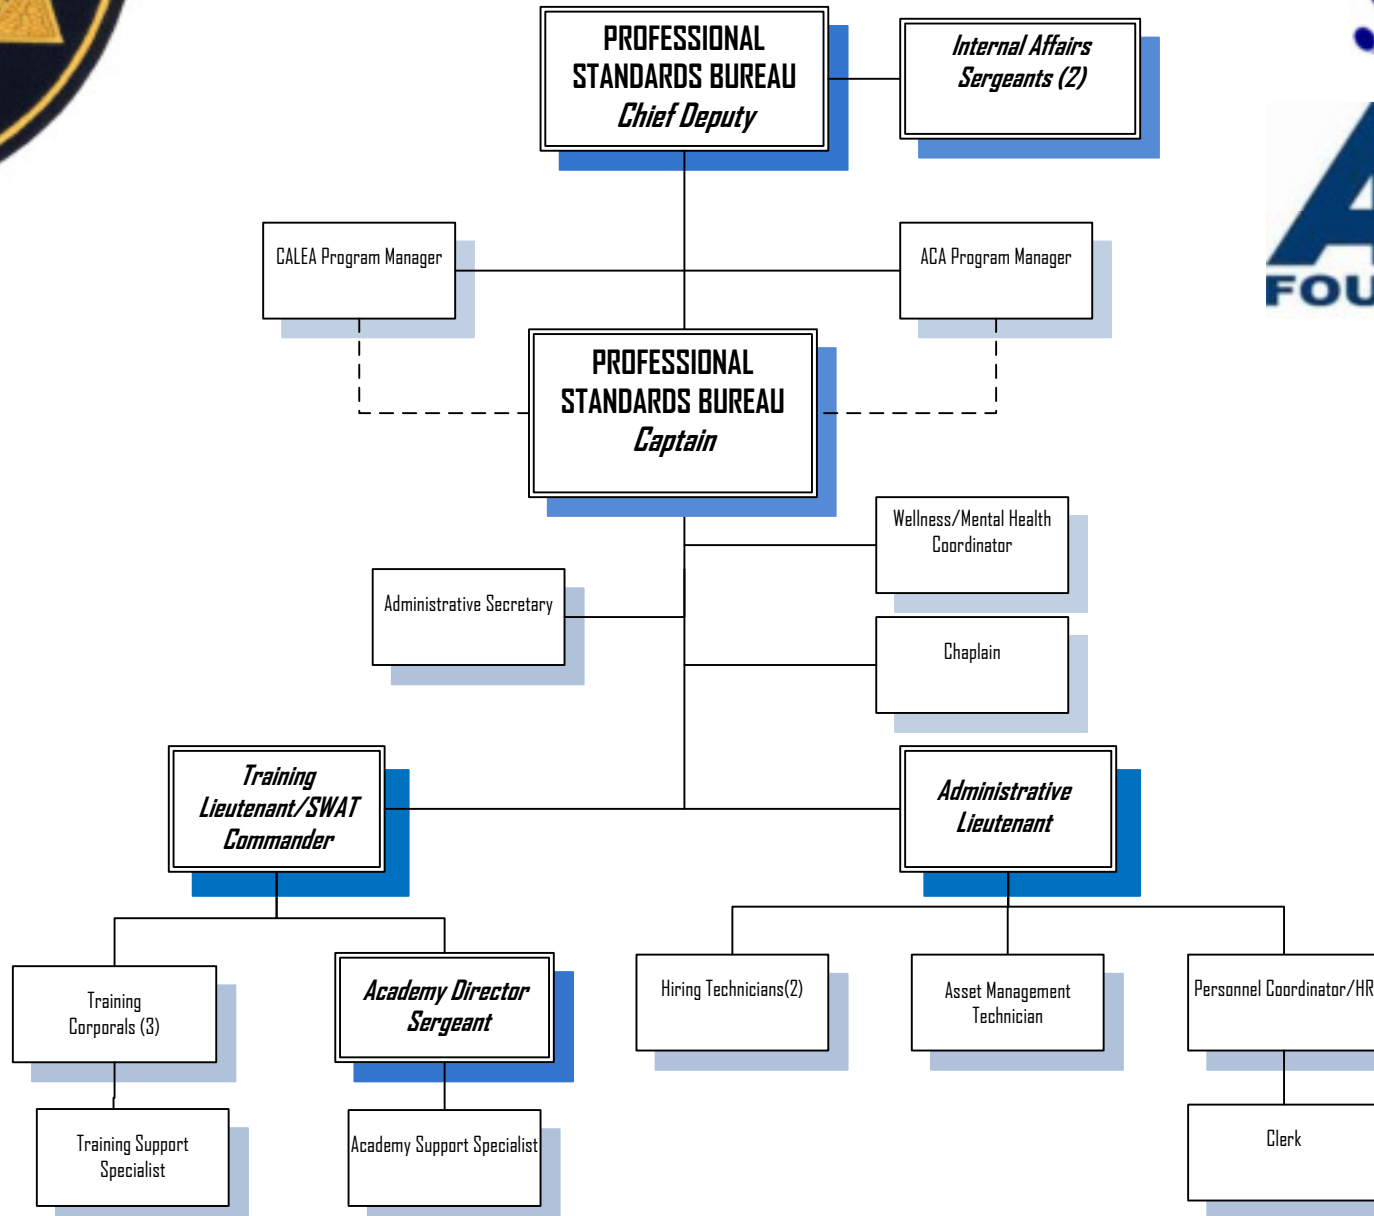 PROFESSIONAL
STANDARDS BUREAU
Chief Deputy
Internal Affairs
Sergeants (2)
CALEA Program Manager
ACA Program Manager
FOU
PROFESSIONAL
STANDARDS BUREAU
Captain
Wellness/Mental Health
Coordinator
Administrative Secretary
Chaplain
Training
Lieutenant/SWAT
Commander
Administrative
Lieutenant
Training
Corporals (3)
Academy Director
Sergeant
Hiring Technicians(2)
Asset Management
Technician
Personnel Coordinator/HR
Training Support
Specialist
Academy Support Specialist
Clerk